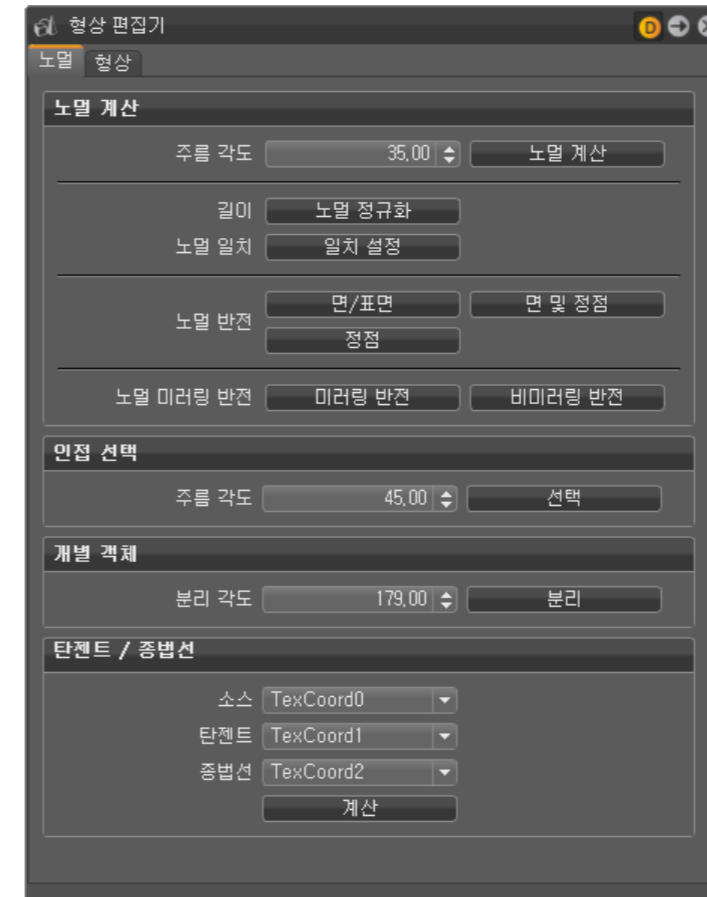 형상 편집기
D
노멀 형상
노멀 계산
주름 각도 35,00 노멀 계산
길이 노멀 정규화
노멀 일치 일치 설정
노멀 반전 면/표면 면 및 정점
정점
노멀 미러링 반전 미러링 반전 비미러링 반전
인접 선택
주름 각도 45,00 선택
개별 객체
분리 각도 179,00 분리
탄젠트 / 종법선
소스 TexCoord0
탄젠트 TexCoord1
종법선 TexCoord2
계산